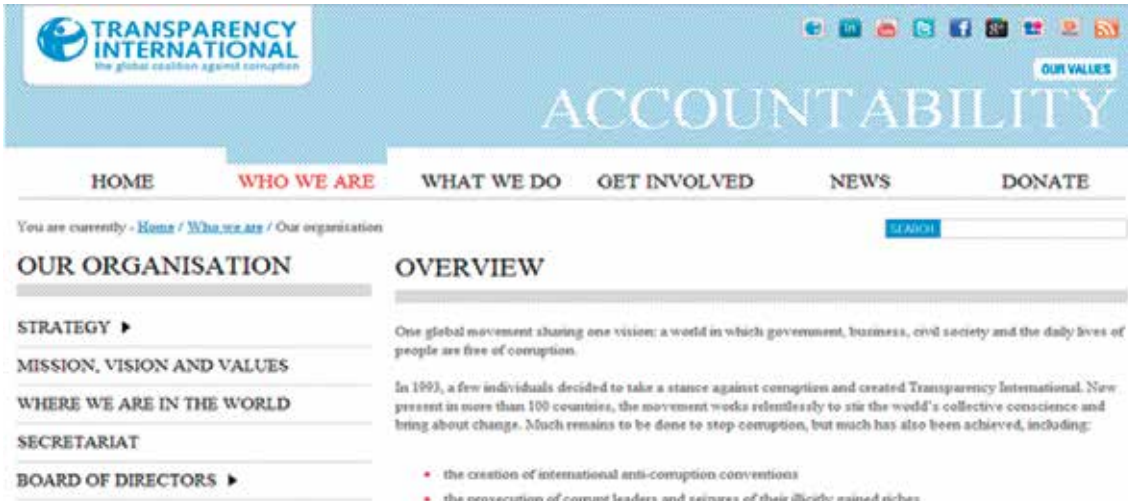 TRANSPARENCY
INTERNATIONAL
the global coalition against corruption
OUR VALUES
ACCOUNTABILITY
HOME WHO WE ARE WHAT WE DO GET INVOLVED NEWS DONATE
You are currently - Home / Who we are / Our organisation
SEARCH
OUR ORGANISATION
STRATEGY
MISSION, VISION AND VALUES
WHERE WE ARE IN THE WORLD
SECRETARIAT
BOARD OF DIRECTORS
OVERVIEW
One global movement sharing one vision: a world in which government, business, civil society and the daily lives of
people are free of corruption.
In 1993, a few individuals decided to take a stance against corruption and created Transparency International. Now
present in more than 100 countries, the movement works relentlessly to stir the world's collective conscience and
bring about change. Much remains to be done to stop corruption, but much has also been achieved, including:
the creation of international anti-corruption conventions
the prosecution of corrupt leaders and seizures of their illicitly gained riches